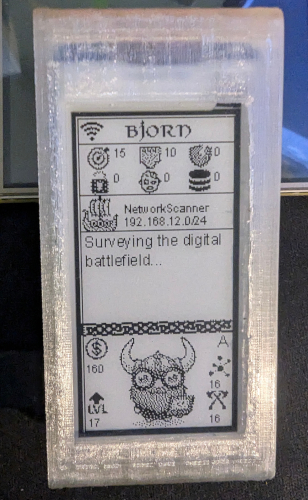 BJORN
15 10 0
0 0 0
NetworkScanner
192.168.12.0/24
Surveying the digital
battlefield...
A
160
16
LVL
17 16